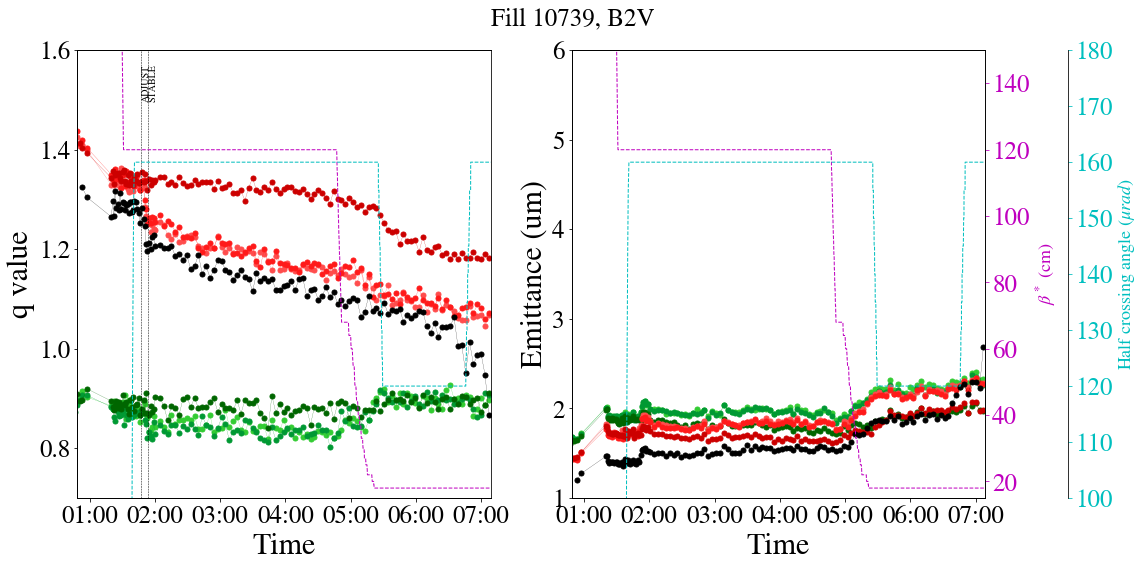 Fill 10739, B2V
1.6
1.4
1.2
1.0
0.8
q value
ADJUST
STABLE
01:00 02:00 03:00 04:00 05:00 06:00 07:00
Time
6
5
4
3
2
1
Emittance (um)
01:00 02:00 03:00 04:00 05:00 06:00 07:00
Time
140
120
100
80
60
40
20
β* (cm)
180
170
160
150
140
130
120
110
100
Half crossing angle (μrad)